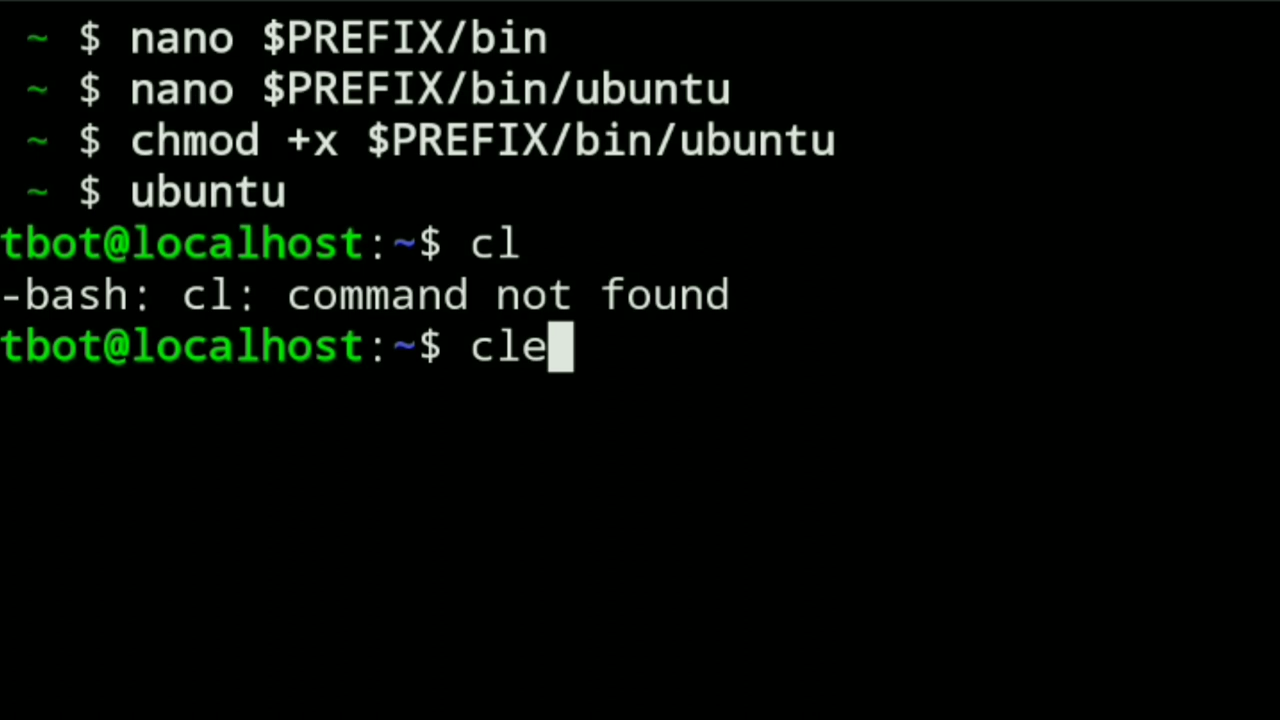 ~ $ nano $PREFIX/bin
~ $ nano $PREFIX/bin/ubuntu
~ $ chmod +x $PREFIX/bin/ubuntu
~ $ ubuntu
tbot@localhost:~$ cl
-bash: cl: command not found
tbot@localhost:~$ cle